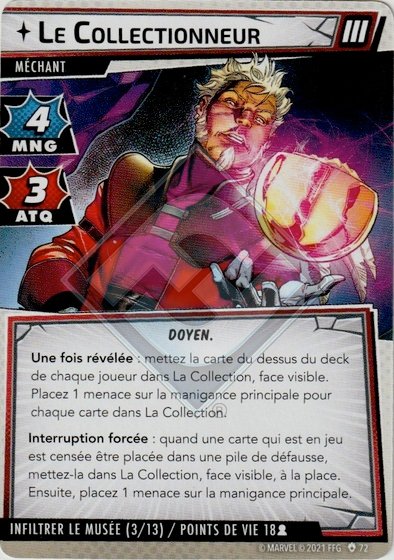 LE COLLECTIONNEUR
III
MÉCHANT
4
MNG
3
ATQ
DOYEN.
Une fois révélée : mettez la carte du dessus du deck
de chaque joueur dans La Collection, face visible.
Placez 1 menace sur la manigance principale pour
chaque carte dans La Collection.
Interruption forcée : quand une carte qui est en jeu
est censée être placée dans une pile de défausse,
mettez-la dans La Collection, face visible, à la place.
Ensuite, placez 1 menace sur la manigance principale.
INFILTRER LE MUSÉE (3/13) / POINTS DE VIE 18
© MARVEL © 2021 FFG 72